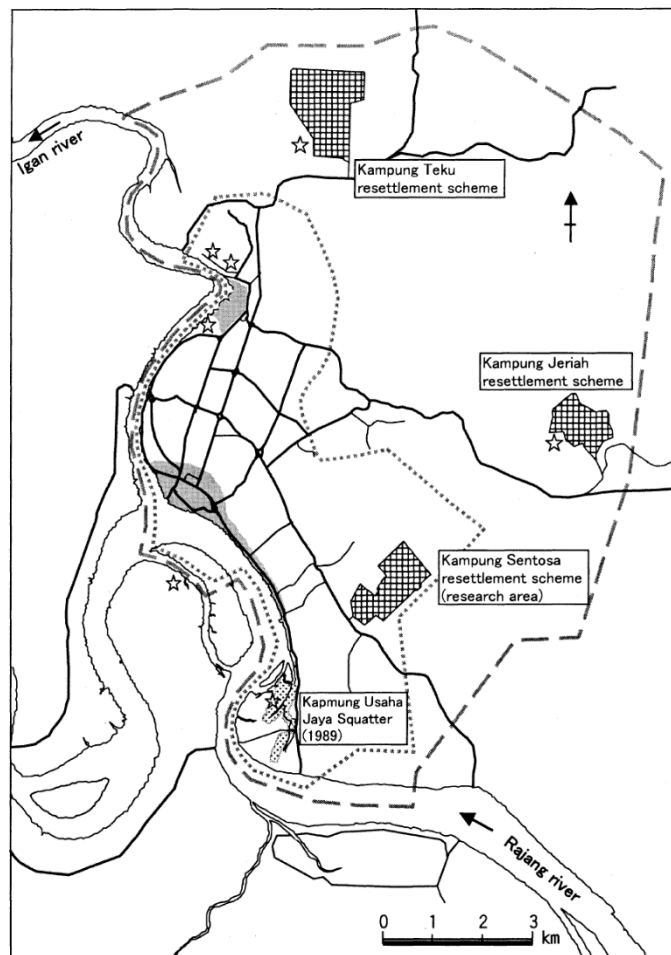 Igan river
Kampung Teku
resettlement scheme
Kampung Jeriah
resettlement scheme
Kampung Sentosa
resettlement scheme
(research area)
Kapmung Usaha
Jaya Squatter
(1989)
Rajang river
0 1 2 3
km